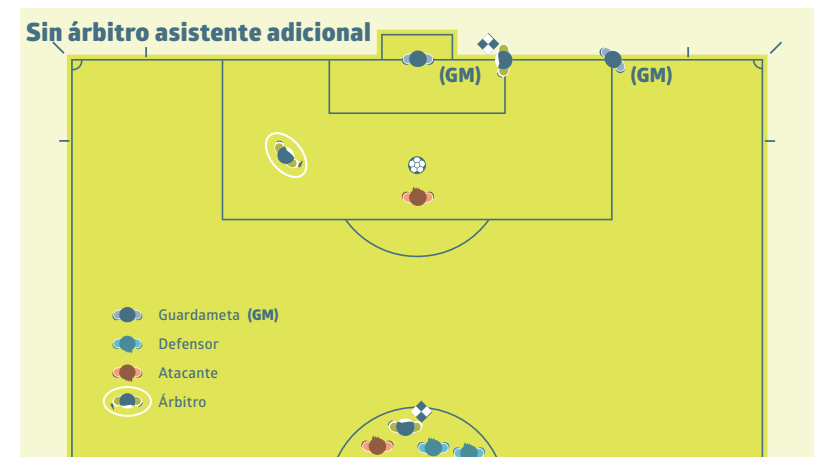 Sin árbitro asistente adicional
(GM)
(GM)
Guardameta (GM)
Defensor
Atacante
Árbitro